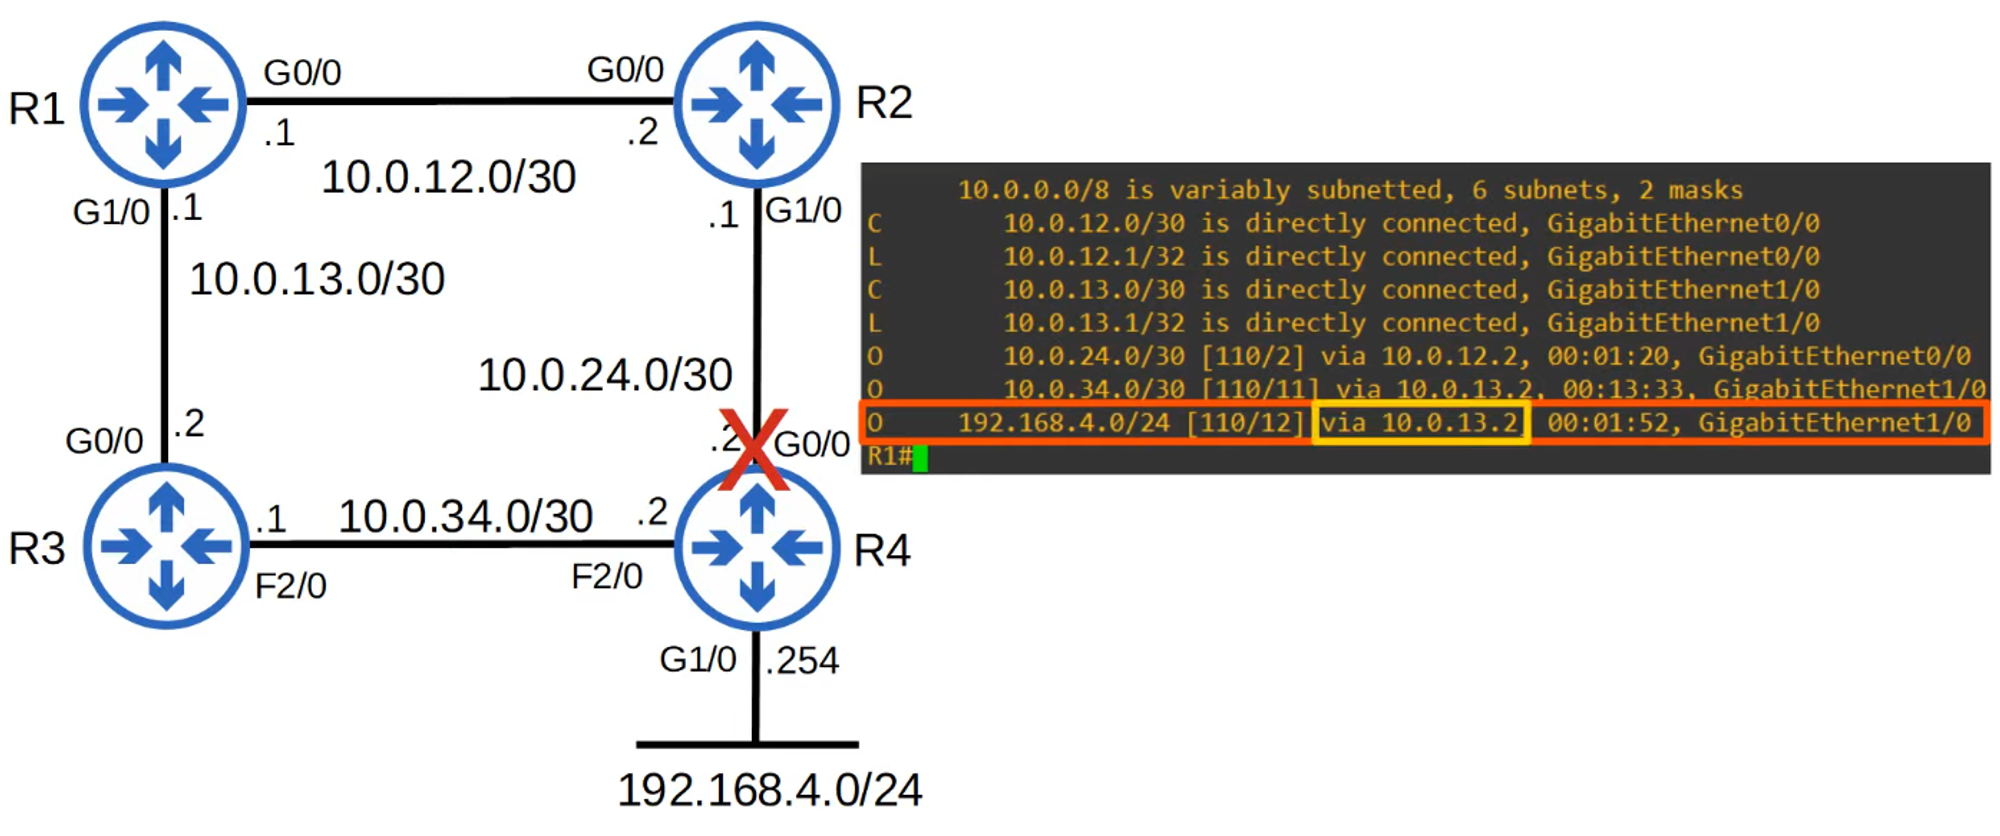 R1
G0/0
G0/0
R2
.1
.2
10.0.12.0/30
G1/0
.1
.1
G1/0
10.0.13.0/30
10.0.24.0/30
G0/0
.2
.2
G0/0
R3
.1
10.0.34.0/30
.2
R4
F2/0
F2/0
G1/0
.254
192.168.4.0/24
10.0.0.0/8 is variably subnetted, 6 subnets, 2 masks
C 10.0.12.0/30 is directly connected, GigabitEthernet0/0
L 10.0.12.1/32 is directly connected, GigabitEthernet0/0
C 10.0.13.0/30 is directly connected, GigabitEthernet1/0
L 10.0.13.1/32 is directly connected, GigabitEthernet1/0
O 10.0.24.0/30 [110/2] via 10.0.12.2, 00:01:20, GigabitEthernet0/0
O 10.0.34.0/30 [110/11] via 10.0.13.2, 00:13:33, GigabitEthernet1/0
O 192.168.4.0/24 [110/12] via 10.0.13.2, 00:01:52, GigabitEthernet1/0
R1#